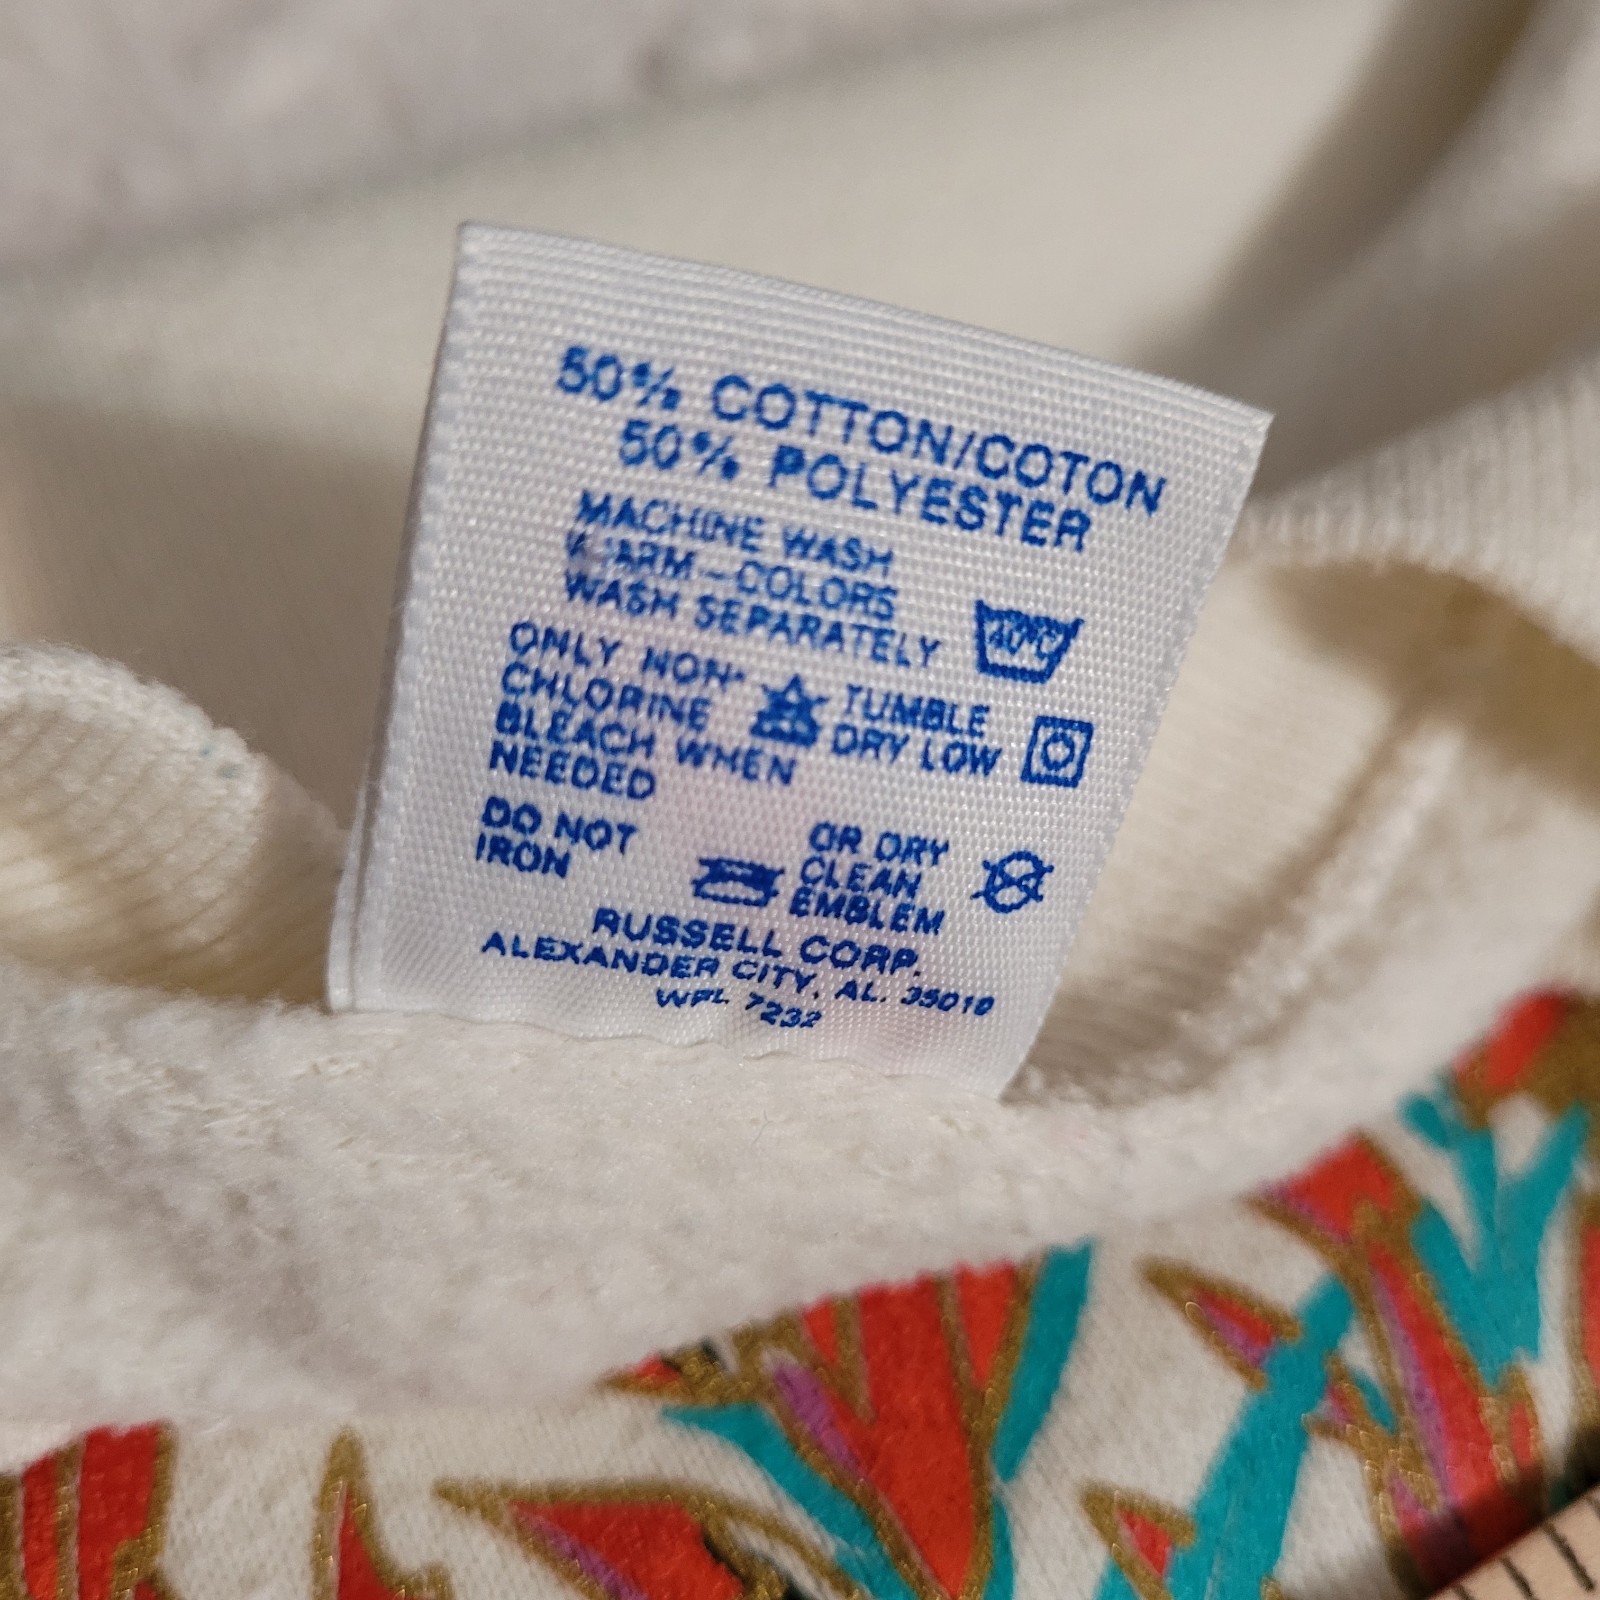 50% COTTON/COTON
50% POLYESTER
MACHINE WASH
WARM–COLORS
WASH SEPARATELY
40°C
ONLY NON-
CHLORINE
BLEACH WHEN
NEEDED
TUMBLE
DRY LOW
DO NOT
IRON
OR DRY
CLEAN
EMBLEM
RUSSELL CORP.
ALEXANDER CITY, AL. 35010
WPL 7232